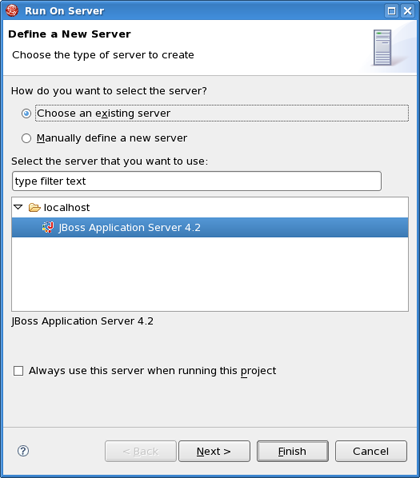 Run On Server
Define a New Server
Choose the type of server to create
How do you want to select the server?
Choose an existing server
Manually define a new server
Select the server that you want to use:
type filter text
localhost
JBoss Application Server 4.2
JBoss Application Server 4.2
Always use this server when running this project
? < Back Next > Finish Cancel